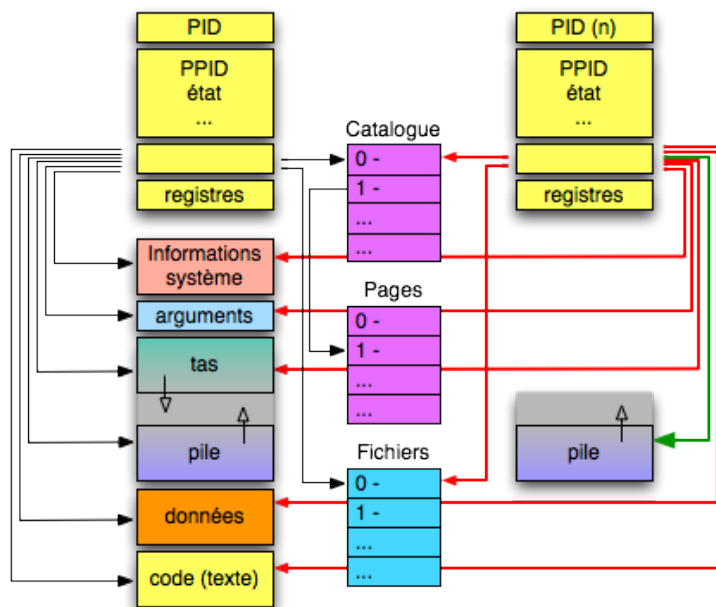 PID
PPID
état
...
registres
Informations
système
arguments
tas
pile
données
code (texte)
Catalogue
0 -
1 -
...
...
Pages
0 -
1 -
...
...
Fichiers
0 -
1 -
...
...
PID (n)
PPID
état
...
registres
pile